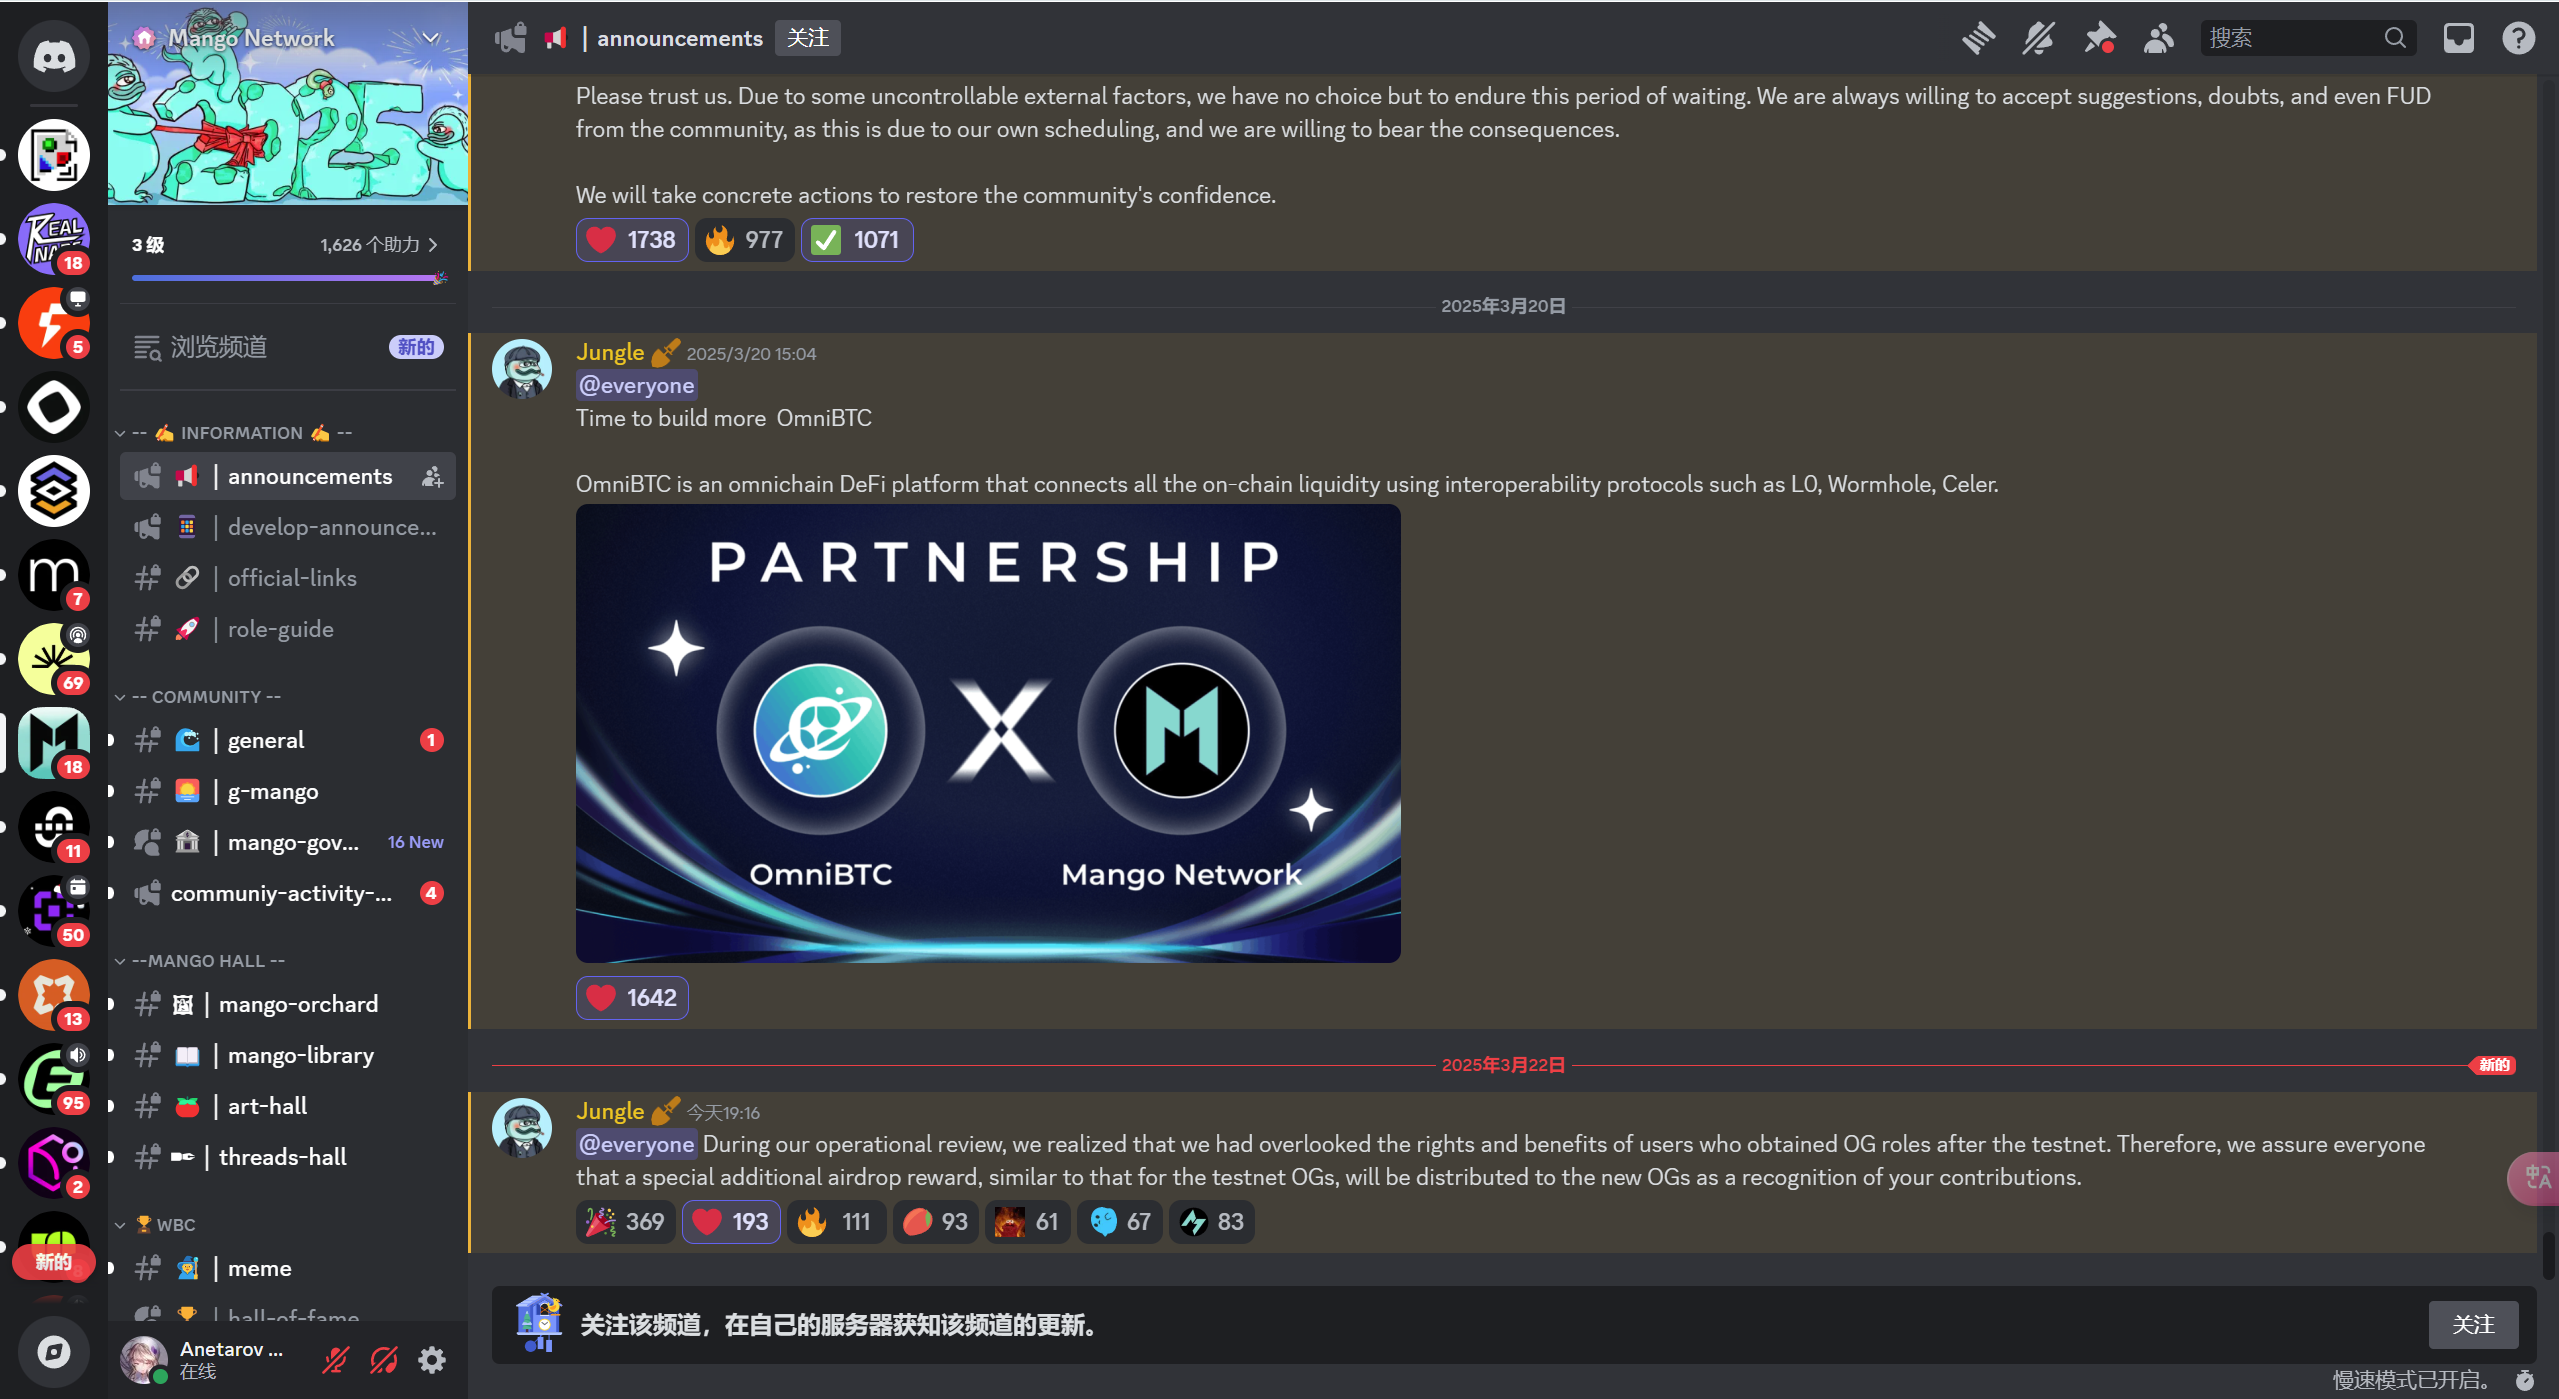 Mango Network
3 级
1,626 个助力
浏览频道
新的
-- INFORMATION --
| announcements
| develop-announce...
| official-links
| role-guide
-- COMMUNITY --
| general
1
| g-mango
| mango-gov...
16 New
communiy-activity-...
4
--MANGO HALL --
| mango-orchard
| mango-library
| art-hall
| threads-hall
WBC
| meme
| hall-of-fame
Anetarov ...
在线
REAL
18
5
m
7
69
18
11
50
13
95
2
新的
| announcements
关注
搜索
Please trust us. Due to some uncontrollable external factors, we have no choice but to endure this period of waiting. We are always willing to accept suggestions, doubts, and even FUD
from the community, as this is due to our own scheduling, and we are willing to bear the consequences.
We will take concrete actions to restore the community's confidence.
1738
977
1071
2025年3月20日
Jungle 2025/3/20 15:04
@everyone
Time to build more OmniBTC
OmniBTC is an omnichain DeFi platform that connects all the on-chain liquidity using interoperability protocols such as L0, Wormhole, Celer.
PARTNERSHIP
X
OmniBTC
Mango Network
1642
2025年3月22日
新的
Jungle 今天19:16
@everyone During our operational review, we realized that we had overlooked the rights and benefits of users who obtained OG roles after the testnet. Therefore, we assure everyone
that a special additional airdrop reward, similar to that for the testnet OGs, will be distributed to the new OGs as a recognition of your contributions.
369
193
111
93
61
67
83
关注该频道，在自己的服务器获知该频道的更新。
关注
慢速模式已开启。